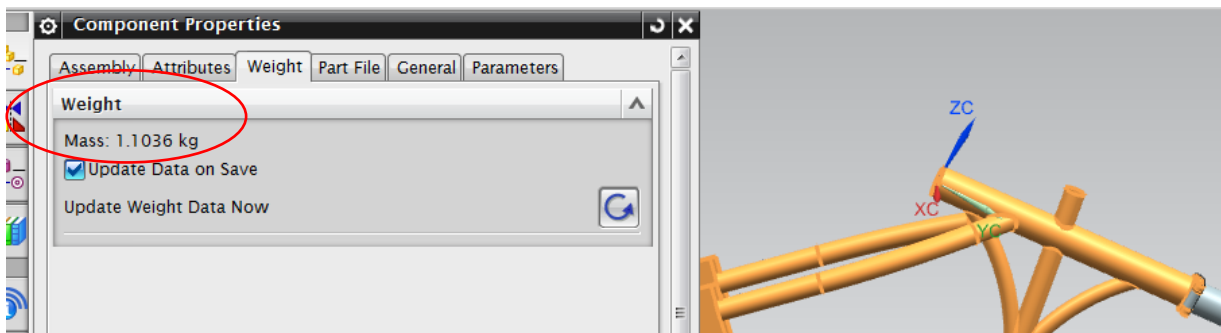 Component Properties
Assembly Attributes Weight Part File General Parameters
Weight
Mass: 1.1036 kg
Update Data on Save
Update Weight Data Now
ZC
XC
YC